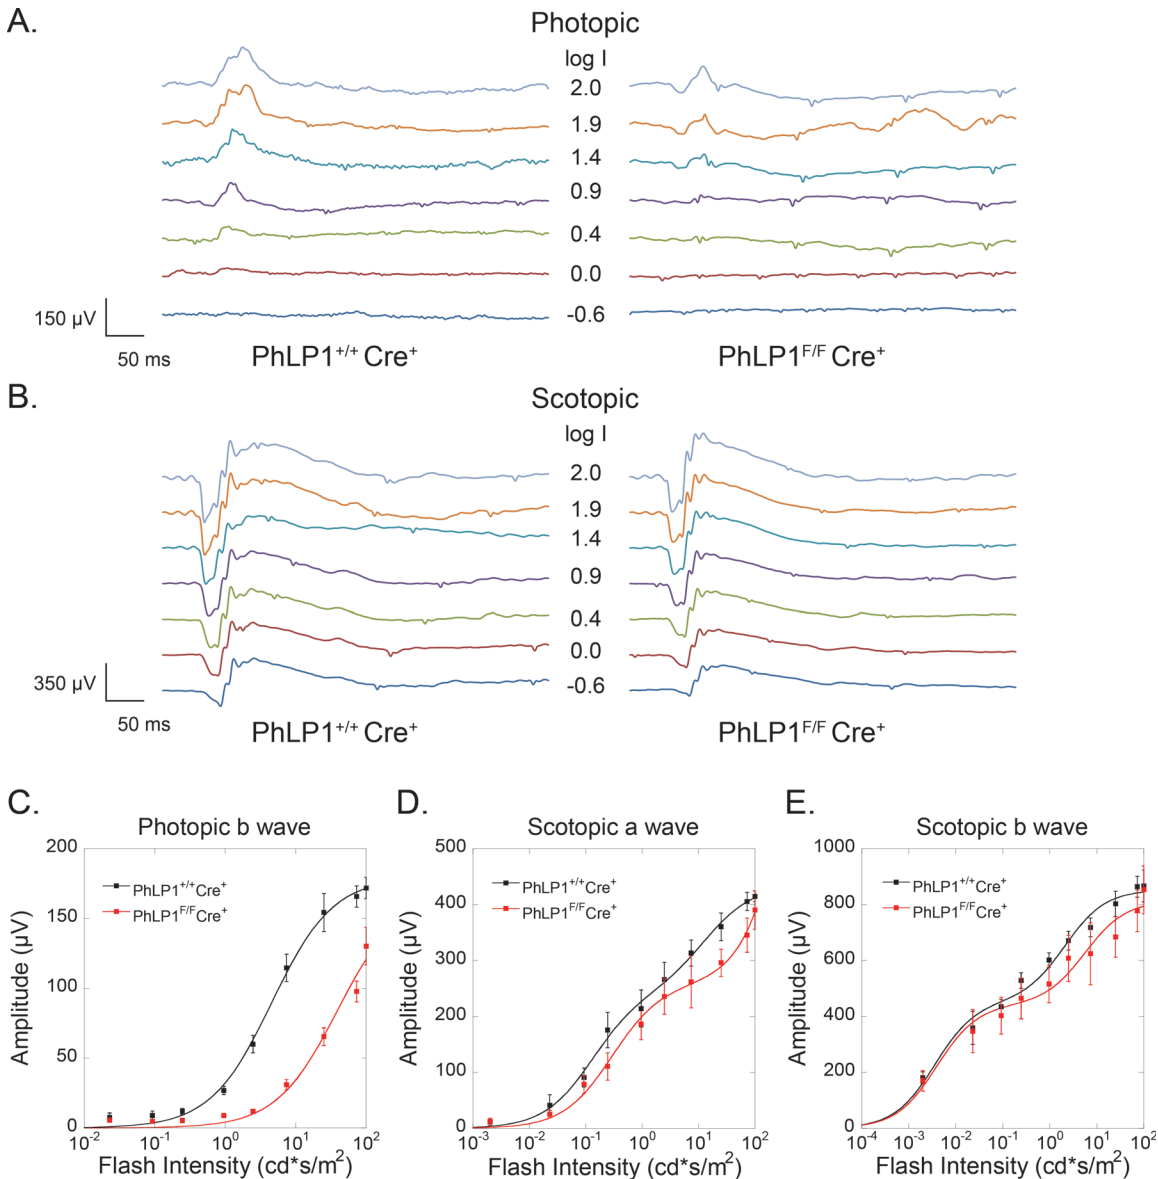 A.
Photopic
log I
2.0
1.9
1.4
0.9
0.4
0.0
-0.6
150 µV
50 ms
PhLP1+/+ Cre+
PhLP1F/F Cre+
B.
Scotopic
log I
2.0
1.9
1.4
0.9
0.4
0.0
-0.6
350 µV
50 ms
PhLP1+/+ Cre+
PhLP1F/F Cre+
C.
Photopic b wave
Amplitude (µV)
200
150
100
50
0
PhLP1+/+Cre+
PhLP1F/FCre+
10-2 10-1 100 101 102
Flash Intensity (cd*s/m2)
D.
Scotopic a wave
Amplitude (µV)
500
400
300
200
100
0
PhLP1+/+Cre+
PhLP1F/FCre+
10-3 10-2 10-1 100 101 102
Flash Intensity (cd*s/m2)
E.
Scotopic b wave
Amplitude (µV)
1000
800
600
400
200
0
PhLP1+/+Cre+
PhLP1F/FCre+
10-4 10-3 10-2 10-1 100 101 102
Flash Intensity (cd*s/m2)